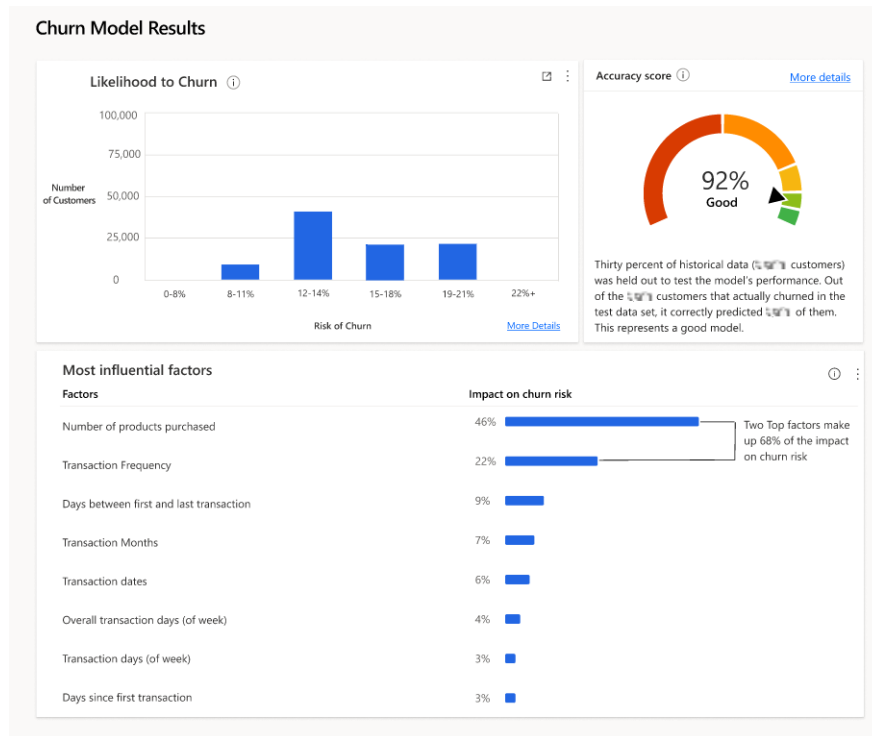 Churn Model Results
Likelihood to Churn
100,000
75,000
Number
of Customers
50,000
25,000
0
0-8%
8-11%
12-14%
15-18%
19-21%
22%+
Risk of Churn
More Details
Accuracy score
More details
92%
Good
Thirty percent of historical data ( customers)
was held out to test the model's performance. Out
of the customers that actually churned in the
test data set, it correctly predicted of them.
This represents a good model.
Most influential factors
Factors
Impact on churn risk
Number of products purchased
46%
Two Top factors make
up 68% of the impact
on churn risk
Transaction Frequency
22%
Days between first and last transaction
9%
Transaction Months
7%
Transaction dates
6%
Overall transaction days (of week)
4%
Transaction days (of week)
3%
Days since first transaction
3%